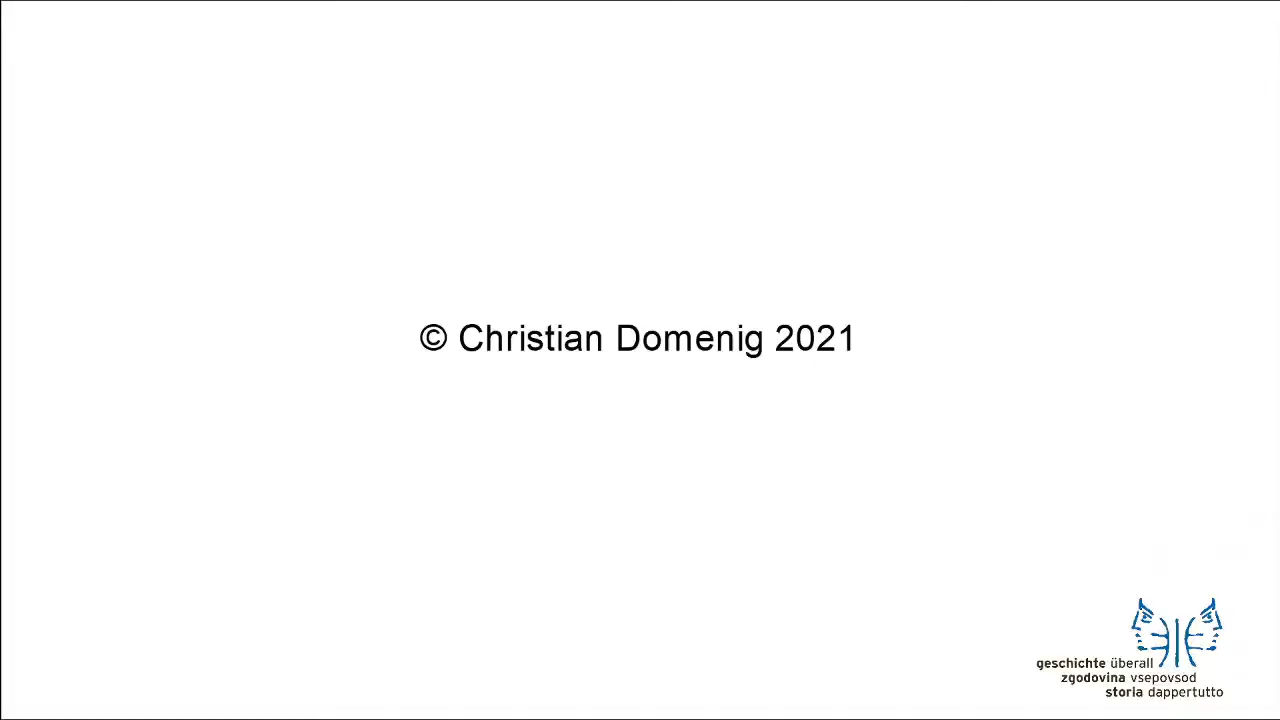 © Christian Domenig 2021
geschichte überall
zgodovina vsepovsod
storia dappertutto